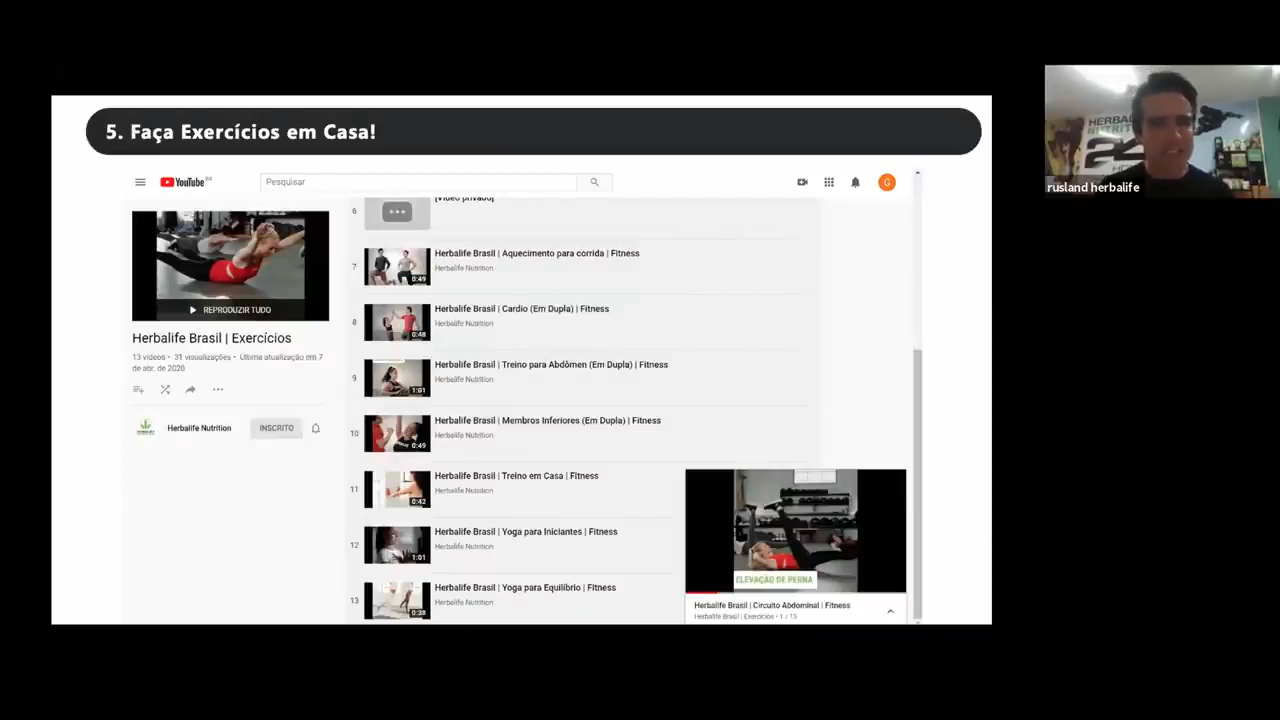 5. Faça Exercícios em Casa!
YouTube BR
Pesquisar
G
REPRODUZIR TUDO
Herbalife Brasil | Exercícios
13 vídeos • 31 visualizações • Última atualização em 7
de abr. de 2020
Herbalife Nutrition
INSCRITO
6
[Vídeo privado]
7
Herbalife Brasil | Aquecimento para corrida | Fitness
Herbalife Nutrition
0:49
8
Herbalife Brasil | Cardio (Em Dupla) | Fitness
Herbalife Nutrition
0:48
9
Herbalife Brasil | Treino para Abdômen (Em Dupla) | Fitness
Herbalife Nutrition
1:01
10
Herbalife Brasil | Membros Inferiores (Em Dupla) | Fitness
Herbalife Nutrition
0:49
11
Herbalife Brasil | Treino em Casa | Fitness
Herbalife Nutrition
0:42
12
Herbalife Brasil | Yoga para Iniciantes | Fitness
Herbalife Nutrition
1:01
13
Herbalife Brasil | Yoga para Equilíbrio | Fitness
Herbalife Nutrition
0:38
ELEVAÇÃO DE PERNA
Herbalife Brasil | Circuito Abdominal | Fitness
Herbalife Brasil | Exercícios • 1 / 13
24
rusland herbalife